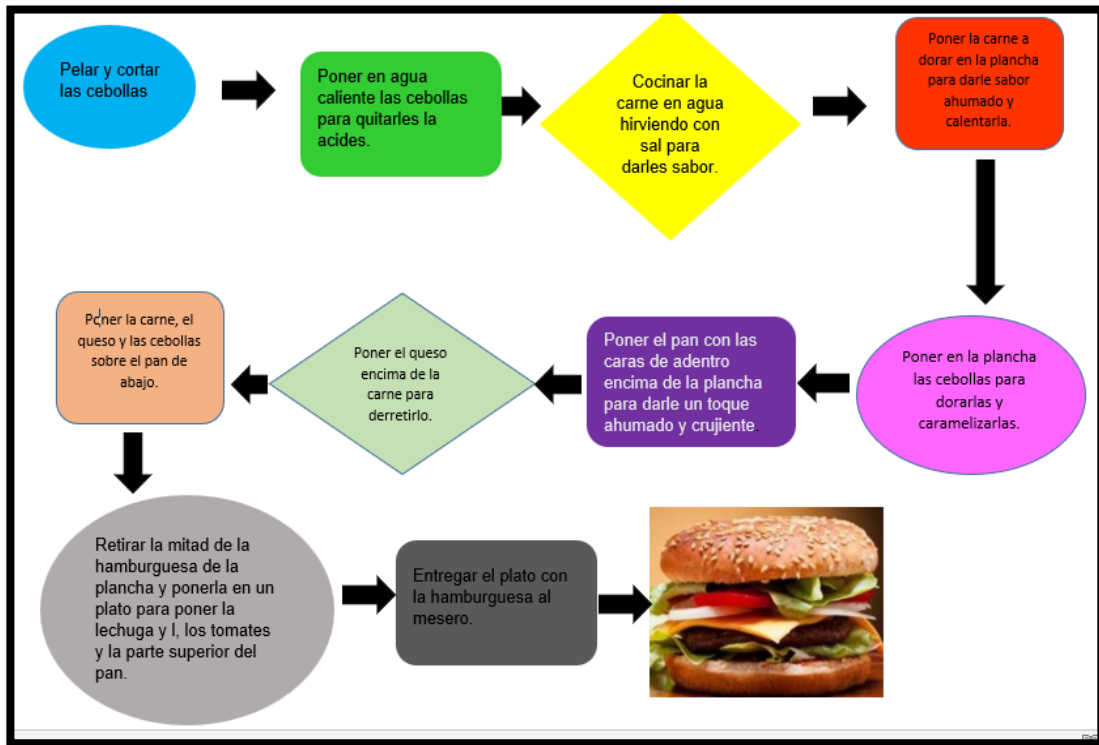 Pelar y cortar
las cebollas
Poner en agua
caliente las cebollas
para quitarles la
acides.
Cocinar la
carne en agua
hirviendo con
sal para
darles sabor.
Poner la carne a
dorar en la plancha
para darle sabor
ahumado y
calentarla.
Poner en la plancha
las cebollas para
dorarlas y
caramelizarlas.
Poner el pan con las
caras de adentro
encima de la plancha
para darle un toque
ahumado y crujiente.
Poner el queso
encima de la
carne para
derretirlo.
Poner la carne, el
queso y las cebollas
sobre el pan de
abajo.
Retirar la mitad de la
hamburguesa de la
plancha y ponerla en un
plato para poner la
lechuga y l, los tomates
y la parte superior del
pan.
Entregar el plato con
la hamburguesa al
mesero.